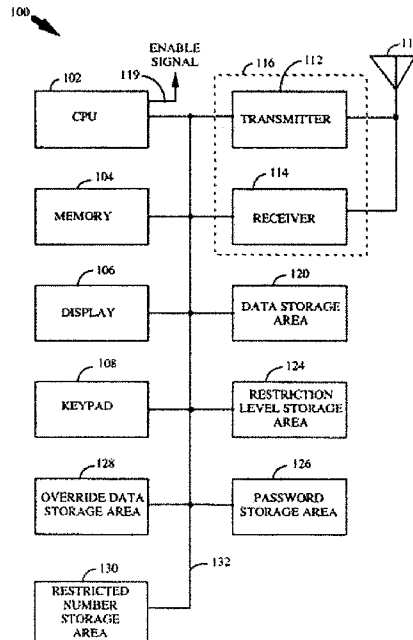 100
ENABLE
SIGNAL
119
102
CPU
116
112
TRANSMITTER
104
MEMORY
114
RECEIVER
106
DISPLAY
120
DATA STORAGE
AREA
108
KEYPAD
124
RESTRICTION
LEVEL STORAGE
AREA
128
OVERRIDE DATA
STORAGE AREA
126
PASSWORD
STORAGE AREA
132
130
RESTRICTED
NUMBER
STORAGE
AREA